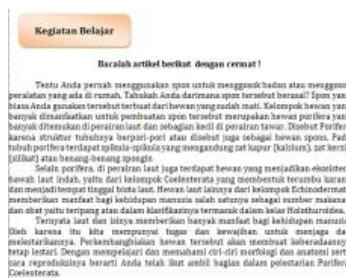 Kegiatan Belajar
Bacalah artikel berikut dengan cermat !
Tentu Anda pernah menggunakan spon untuk menggosok badan atau menggoso
peralatan yang ada di rumah. Tahukah Anda darimana spon tersebut berasal? Spon yan
biasa Anda gunakan tersebut terbuat dari hewan yang sudah mati. Kelompok hewan yan
banyak dimanfaatkan untuk pembuatan spon tersebut merupakan hewan porifera yan
banyak ditemukan di perairan laut dan sebagian kecil di perairan tawar. Disebut Porifer
karena struktur tubuhnya berpori-pori atau disebut juga sebagai hewan spons. Pad
tubuh porifera terdapat spikula-spikula yang mengandung zat kapur (kalsium), zat kersi
(silikat) atau benang-benang spongin.
Selain porifera, di perairan laut juga terdapat hewan yang menjadikan ekosister
bawah laut indah, yaitu dari kelompok Coelenterata yang membentuk terumbu karan
dan menjadi tempat tinggal biota laut. Hewan laut lainnya dari kelompok Echinodermat
memberikan manfaat bagi kehidupan manusia salah satunya sebagai sumber makana
dan obat yaitu teripang atau dalam klasifikasinya termasuk dalam kelas Holothuroidea.
Ternyata laut dan isinya memberikan banyak manfaat bagi kehidupan manusi
Oleh karena itu kita mempunyai tugas dan kewajiban untuk menjaga da
melestarikannya. Perkembangbiakan hewan tersebut akan membuat keberadaanny
tetap lestari. Dengan mempelajari dan memahami ciri-ciri morfologi dan anatomi sert
cara reproduksinya berarti Anda telah ikut ambil bagian dalam pelestarian Porifer
Coelenterata.